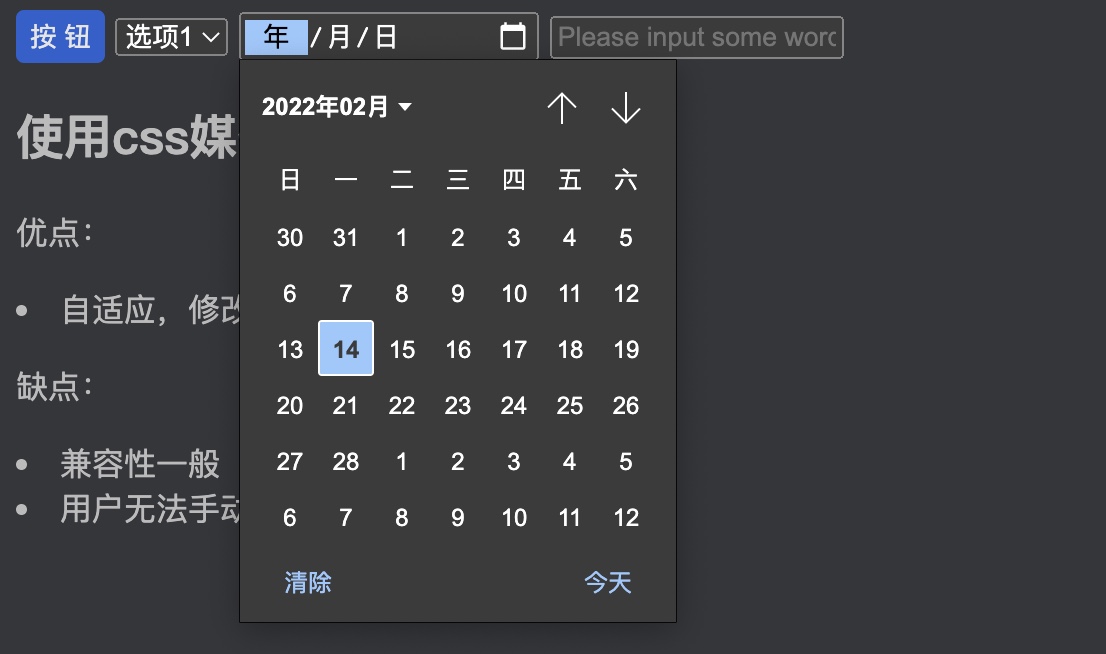 按 钮 选项1 年 / 月 / 日 Please input some word
2022年02月
使用css媒
日 一 二 三 四 五 六
优点：
30 31 1 2 3 4 5
6 7 8 9 10 11 12
自适应，修改
13 14 15 16 17 18 19
缺点：
20 21 22 23 24 25 26
27 28 1 2 3 4 5
兼容性一般
用户无法手动
6 7 8 9 10 11 12
清除 今天